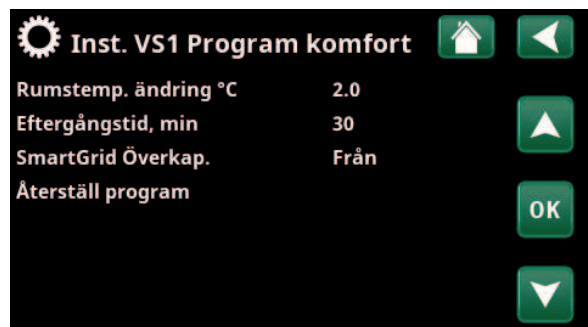 Inst. VS1 Program komfort
Rumstemp. ändring °C 2.0
Eftergångstid, min 30
SmartGrid Överkap. Från
Återställ program
OK